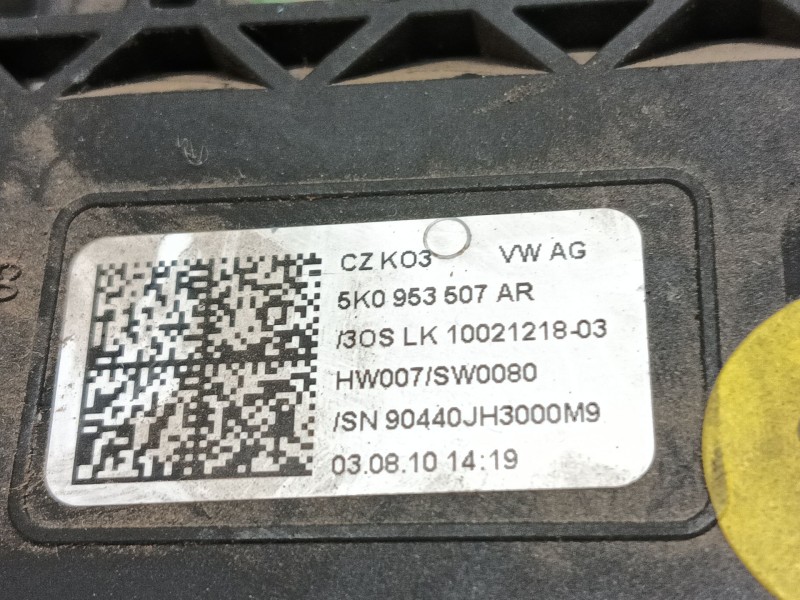 CZ K03 VW AG
5K0 953 507 AR
/3OS LK 10021218-03
HW007/SW0080
/SN 90440JH3000M9
03.08.10 14:19